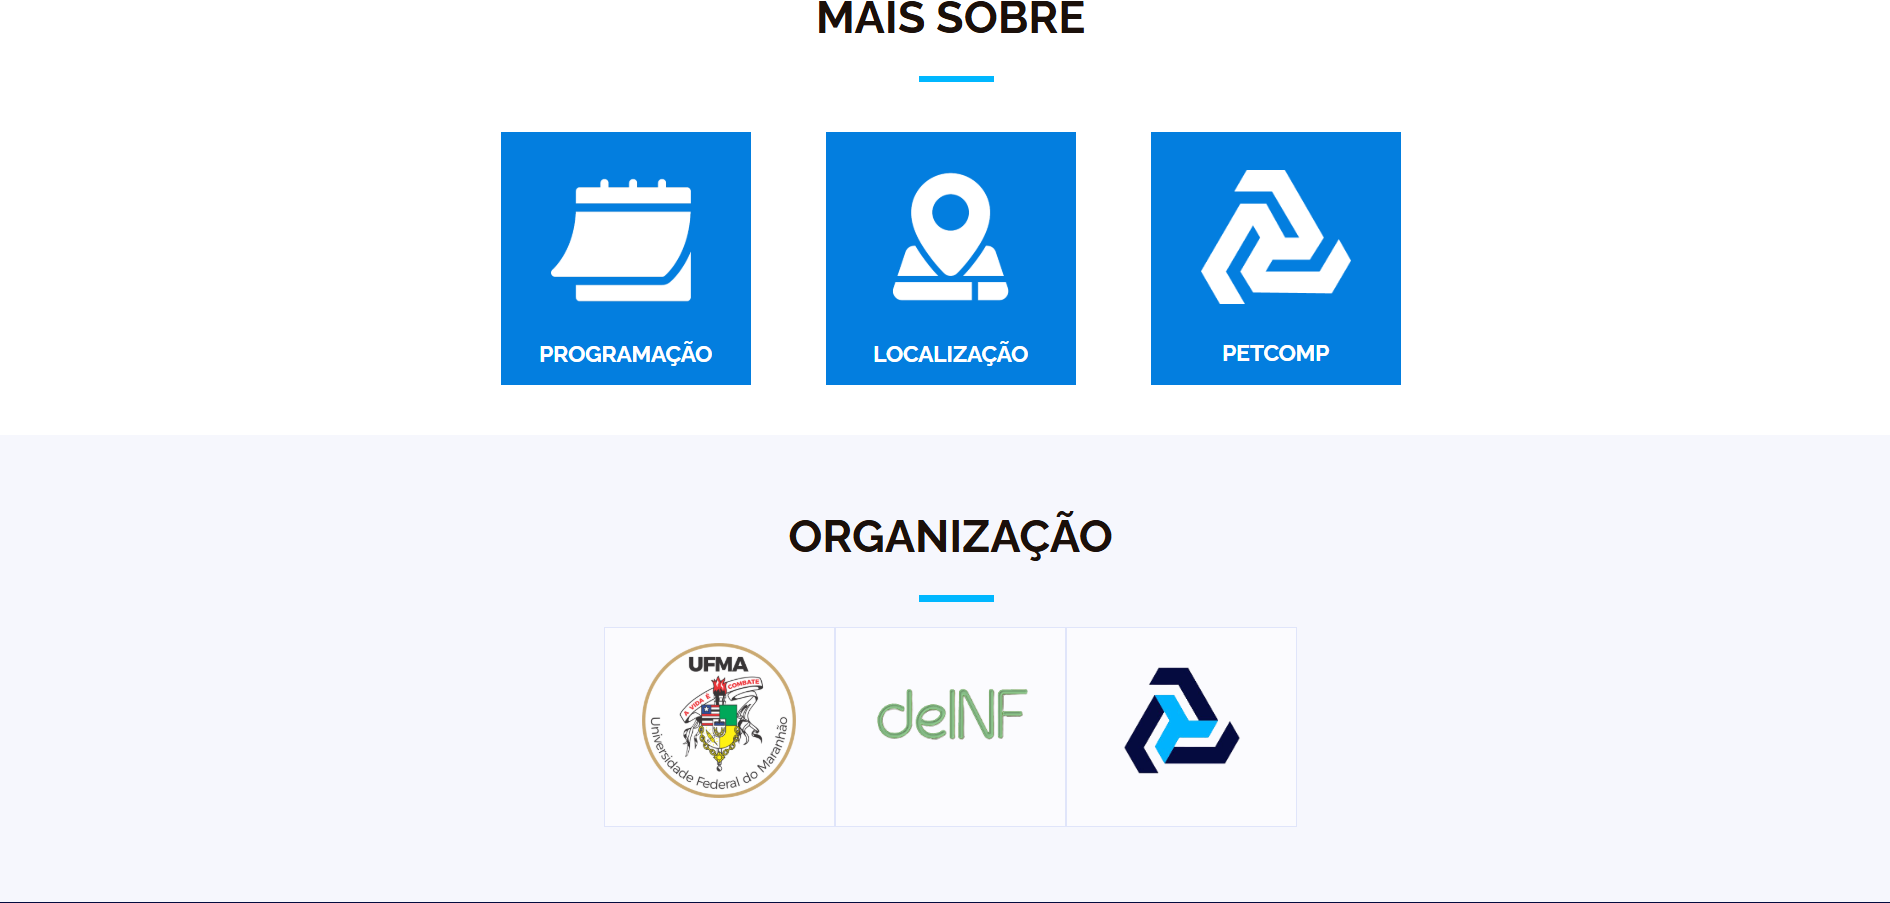 MAIS SOBRE
PROGRAMAÇÃO
LOCALIZAÇÃO
PETCOMP
ORGANIZAÇÃO
UFMA
A VIDA É COMBATE
Universidade Federal do Maranhão
deINF